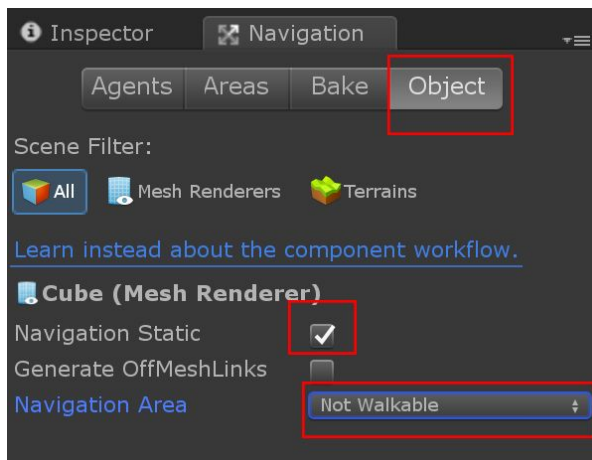 Inspector Navigation
Agents Areas Bake Object
Scene Filter:
All Mesh Renderers Terrains
Learn instead about the component workflow.
Cube (Mesh Renderer)
Navigation Static
Generate OffMeshLinks
Navigation Area Not Walkable